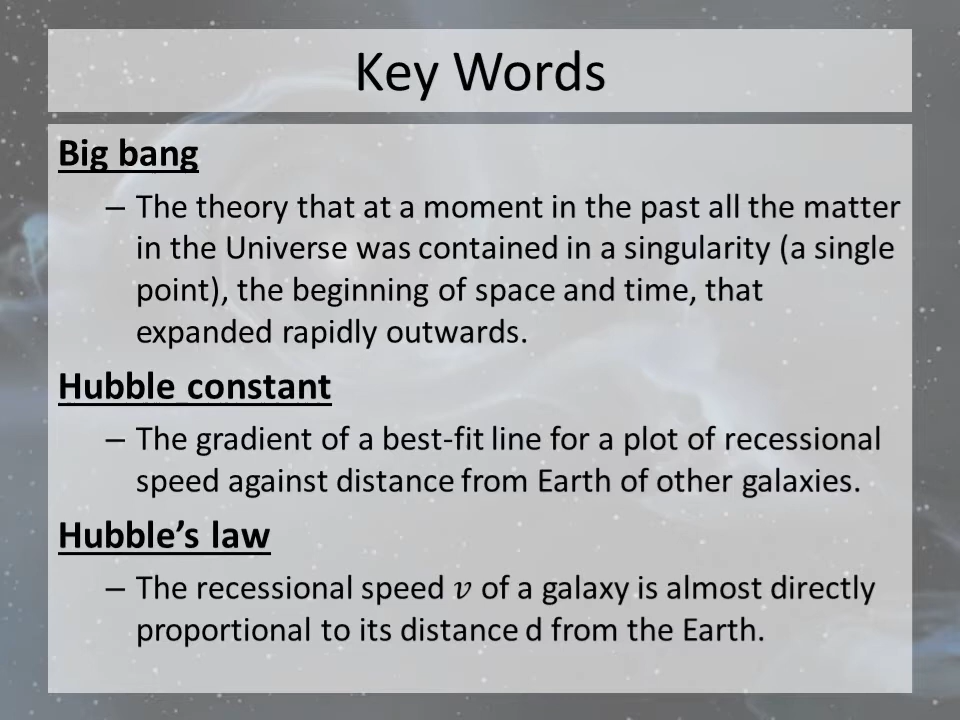 Key Words
Big bang
– The theory that at a moment in the past all the matter
in the Universe was contained in a singularity (a single
point), the beginning of space and time, that
expanded rapidly outwards.
Hubble constant
– The gradient of a best-fit line for a plot of recessional
speed against distance from Earth of other galaxies.
Hubble’s law
– The recessional speed 𝑣 of a galaxy is almost directly
proportional to its distance d from the Earth.